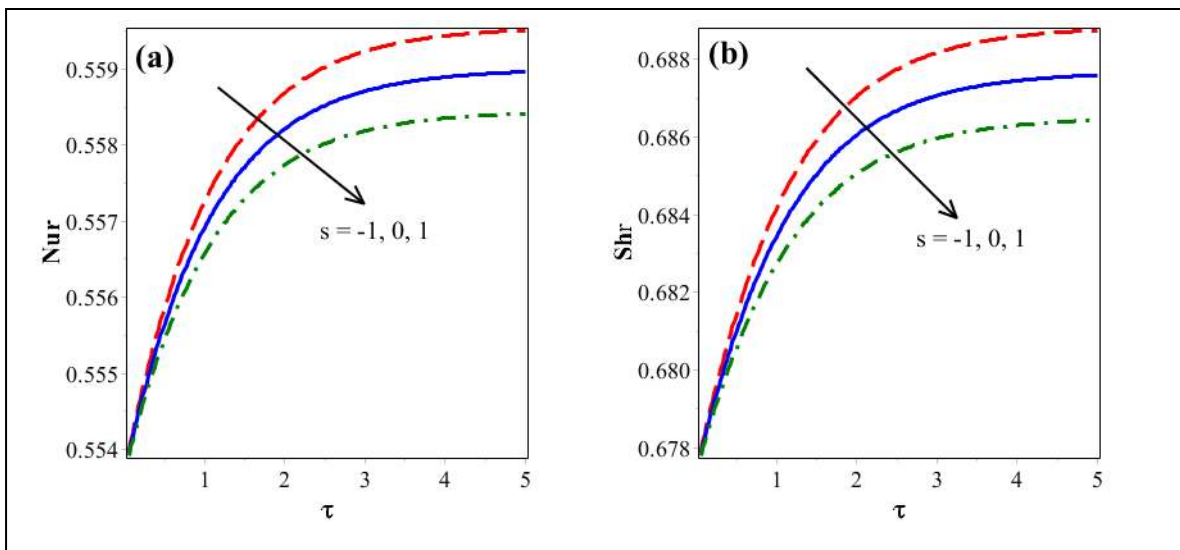 (a)
0.559
0.558
0.557
0.556
0.555
0.554
Nur
s = -1, 0, 1
1 2 3 4 5
τ
(b)
0.688
0.686
0.684
0.682
0.680
0.678
Shr
s = -1, 0, 1
1 2 3 4 5
τ